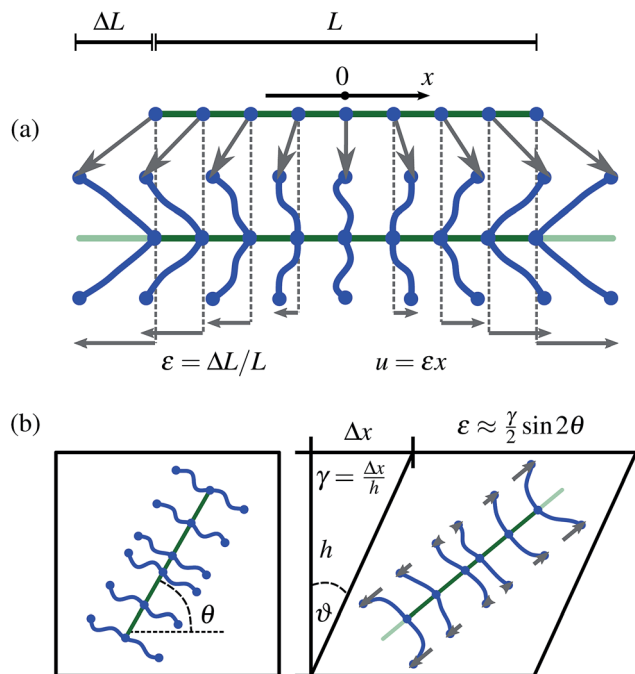 ΔL L
0 x
(a)
ε = ΔL/L u = εx
(b) Δx ε ≈ γ/2 sin 2θ
γ = Δx/h
h
θ ϑ